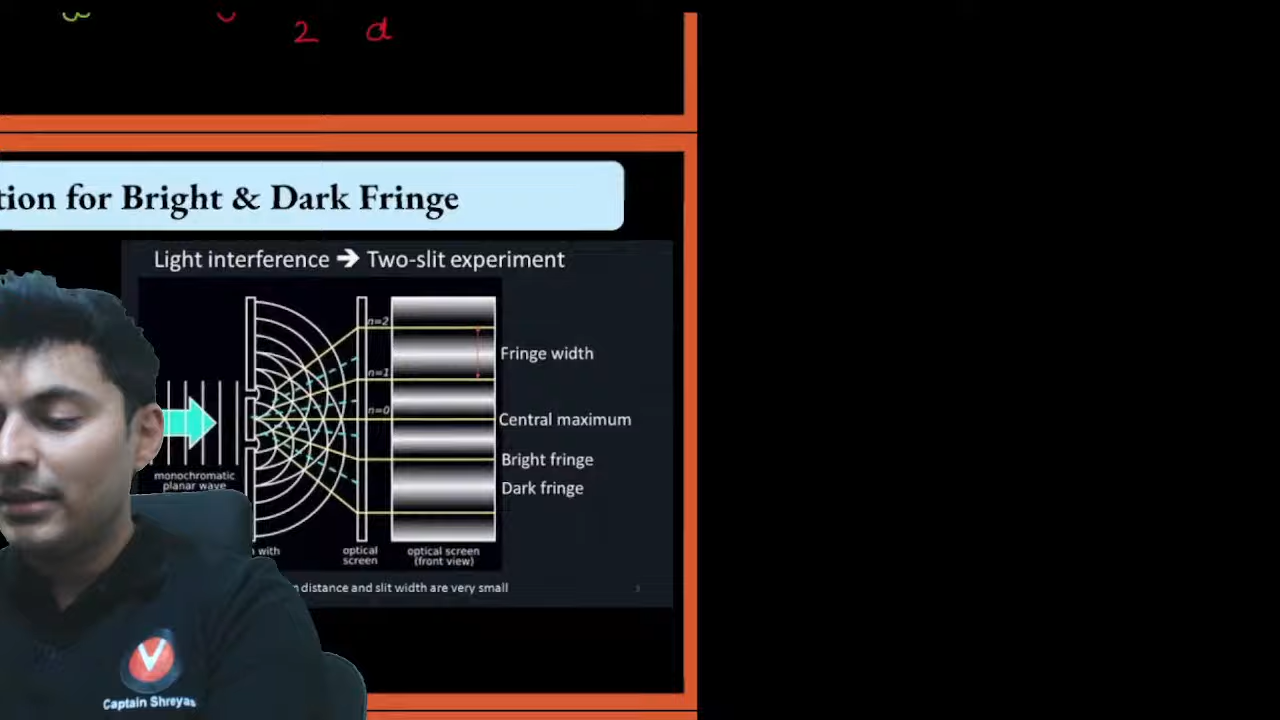 2 d
tion for Bright & Dark Fringe
Light interference ➔ Two-slit experiment
n=2
Fringe width
n=1
n=0
Central maximum
Bright fringe
monochromatic
planar wave
Dark fringe
with
optical
screen
optical screen
(front view)
distance and slit width are very small
V
Captain Shreyas